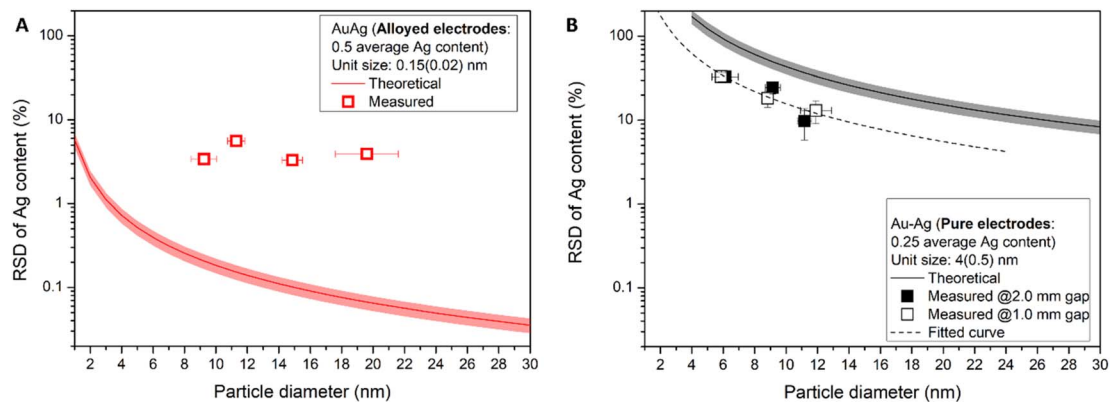 A
RSD of Ag content (%)
100
10
1
0.1
AuAg (Alloyed electrodes:
0.5 average Ag content)
Unit size: 0.15(0.02) nm
Theoretical
Measured
2 4 6 8 10 12 14 16 18 20 22 24 26 28 30
Particle diameter (nm)
B
RSD of Ag content (%)
100
10
1
0.1
Au-Ag (Pure electrodes:
0.25 average Ag content)
Unit size: 4(0.5) nm
Theoretical
Measured @2.0 mm gap
Measured @1.0 mm gap
Fitted curve
2 4 6 8 10 12 14 16 18 20 22 24 26 28 30
Particle diameter (nm)